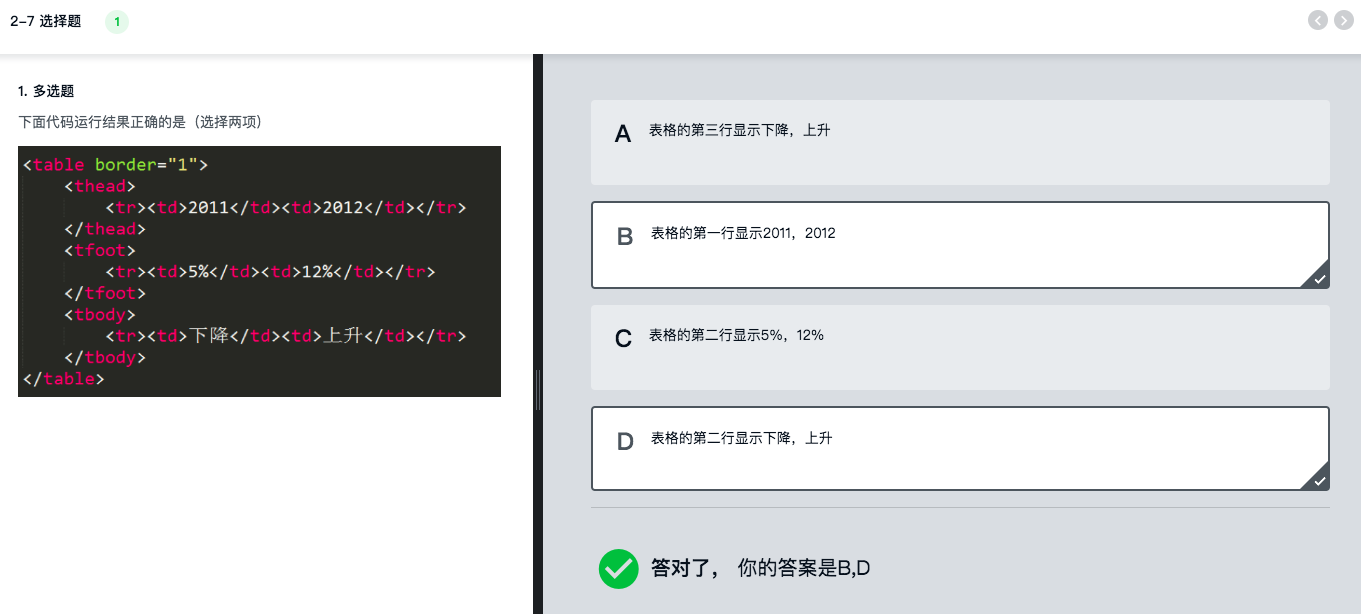 2-7 选择题 1
1. 多选题
下面代码运行结果正确的是（选择两项）
<table border="1">
    <thead>
        <tr><td>2011</td><td>2012</td></tr>
    </thead>
    <tfoot>
        <tr><td>5%</td><td>12%</td></tr>
    </tfoot>
    <tbody>
        <tr><td>下降</td><td>上升</td></tr>
    </tbody>
</table>
A 表格的第三行显示下降，上升
B 表格的第一行显示2011，2012
C 表格的第二行显示5%，12%
D 表格的第二行显示下降，上升
答对了， 你的答案是B,D